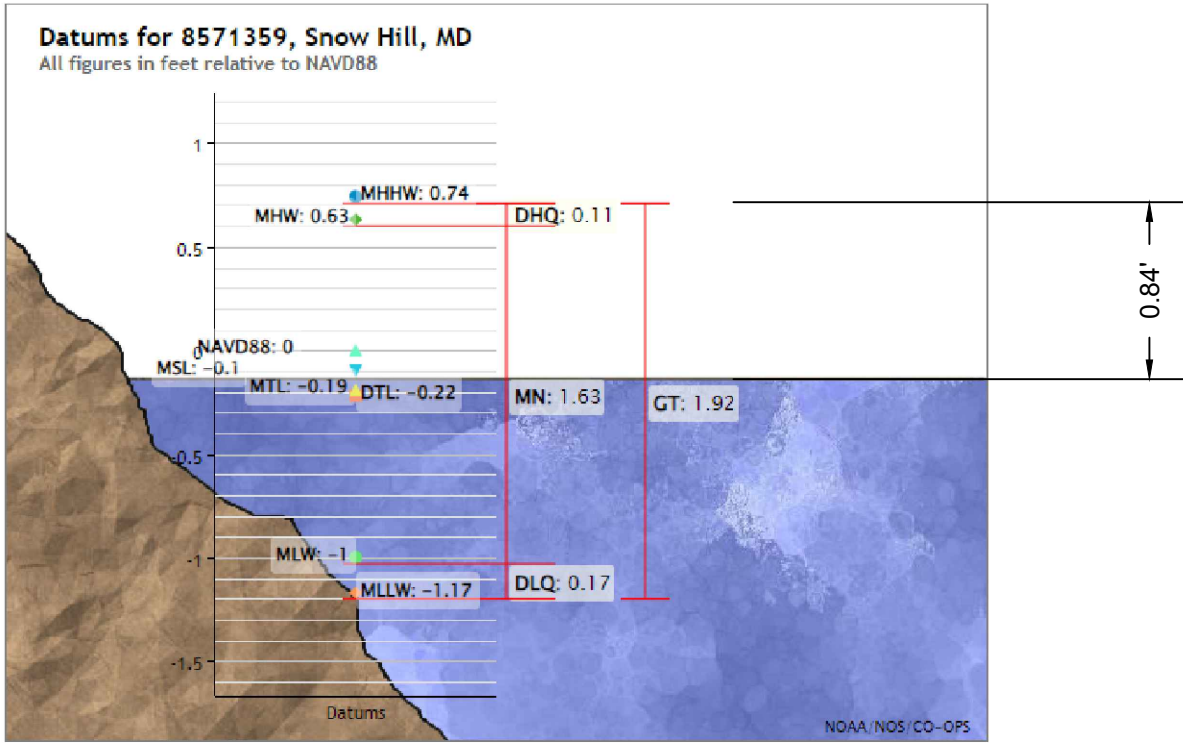 Datums for 8571359, Snow Hill, MD
All figures in feet relative to NAVD88
1
MHHW: 0.74
MHW: 0.63
DHQ: 0.11
0.5
0.84'
NAVD88: 0
0
MSL: −0.1
MTL: −0.19
DTL: −0.22
MN: 1.63
GT: 1.92
-0.5
MLW: −1
-1
MLLW: −1.17
DLQ: 0.17
-1.5
Datums
NOAA/NOS/CO-OPS